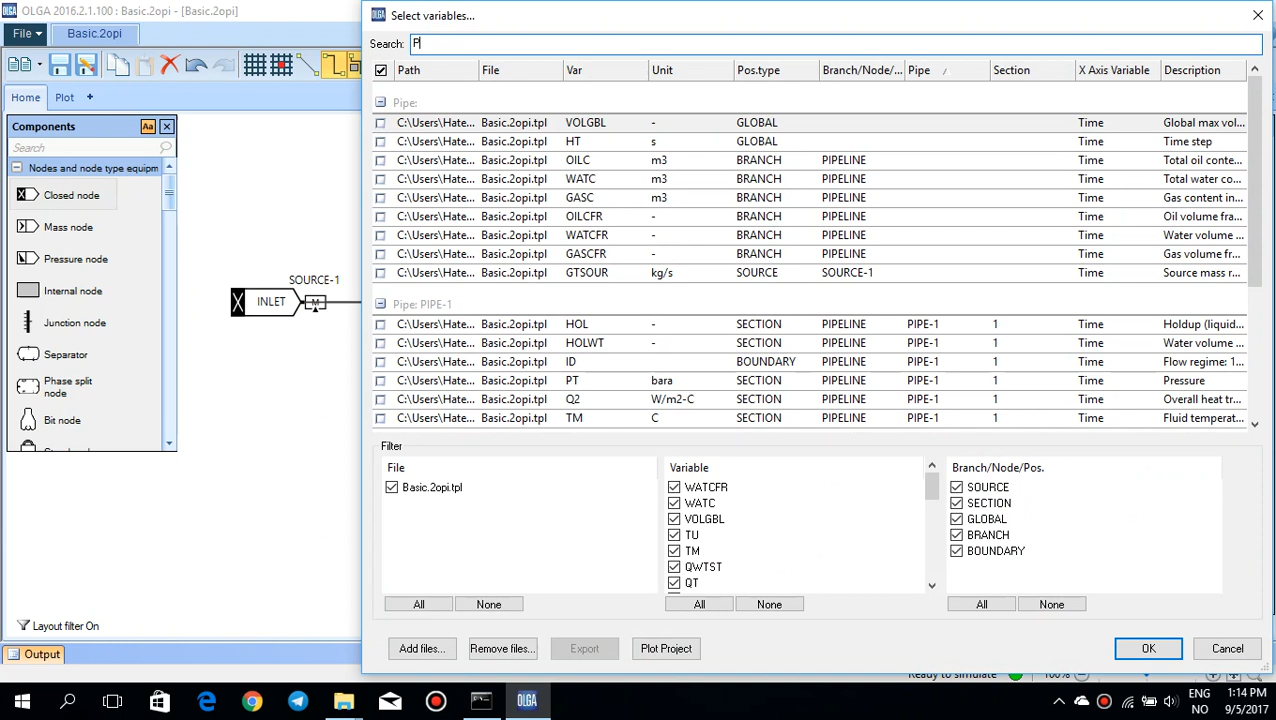 OLGA 2016.2.1.100 : Basic.2opi - [Basic.2opi]
File
Basic.2opi
Home
Plot
+
Components
Aa
Search
Nodes and node type equipm
Closed node
Mass node
Pressure node
Internal node
Junction node
Separator
Phase split
node
Bit node
SOURCE-1
INLET
M
Layout filter On
Output
OLGA Select variables...
Search: P
Path File Var Unit Pos.type Branch/Node/... Pipe Section X Axis Variable Description
Pipe:
C:\Users\Hate... Basic.2opi.tpl VOLGBL - GLOBAL Time Global max vol...
C:\Users\Hate... Basic.2opi.tpl HT s GLOBAL Time Time step
C:\Users\Hate... Basic.2opi.tpl OILC m3 BRANCH PIPELINE Time Total oil conte...
C:\Users\Hate... Basic.2opi.tpl WATC m3 BRANCH PIPELINE Time Total water co...
C:\Users\Hate... Basic.2opi.tpl GASC m3 BRANCH PIPELINE Time Gas content in...
C:\Users\Hate... Basic.2opi.tpl OILCFR - BRANCH PIPELINE Time Oil volume fra...
C:\Users\Hate... Basic.2opi.tpl WATCFR - BRANCH PIPELINE Time Water volume ...
C:\Users\Hate... Basic.2opi.tpl GASCFR - BRANCH PIPELINE Time Gas volume fr...
C:\Users\Hate... Basic.2opi.tpl GTSOUR kg/s SOURCE SOURCE-1 Time Source mass r...
Pipe: PIPE-1
C:\Users\Hate... Basic.2opi.tpl HOL - SECTION PIPELINE PIPE-1 1 Time Holdup (liquid...
C:\Users\Hate... Basic.2opi.tpl HOLWT - SECTION PIPELINE PIPE-1 1 Time Water volume ...
C:\Users\Hate... Basic.2opi.tpl ID - BOUNDARY PIPELINE PIPE-1 1 Time Flow regime: 1...
C:\Users\Hate... Basic.2opi.tpl PT bara SECTION PIPELINE PIPE-1 1 Time Pressure
C:\Users\Hate... Basic.2opi.tpl Q2 W/m2-C SECTION PIPELINE PIPE-1 1 Time Overall heat tr...
C:\Users\Hate... Basic.2opi.tpl TM C SECTION PIPELINE PIPE-1 1 Time Fluid temperat...
Filter
File
Basic.2opi.tpl
All None
Variable
WATCFR
WATC
VOLGBL
TU
TM
QWTST
QT
All None
Branch/Node/Pos.
SOURCE
SECTION
GLOBAL
BRANCH
BOUNDARY
All None
Add files... Remove files... Export Plot Project OK Cancel
Ready to simulate 100%
OLGA
ENG 1:14 PM
NO 9/5/2017